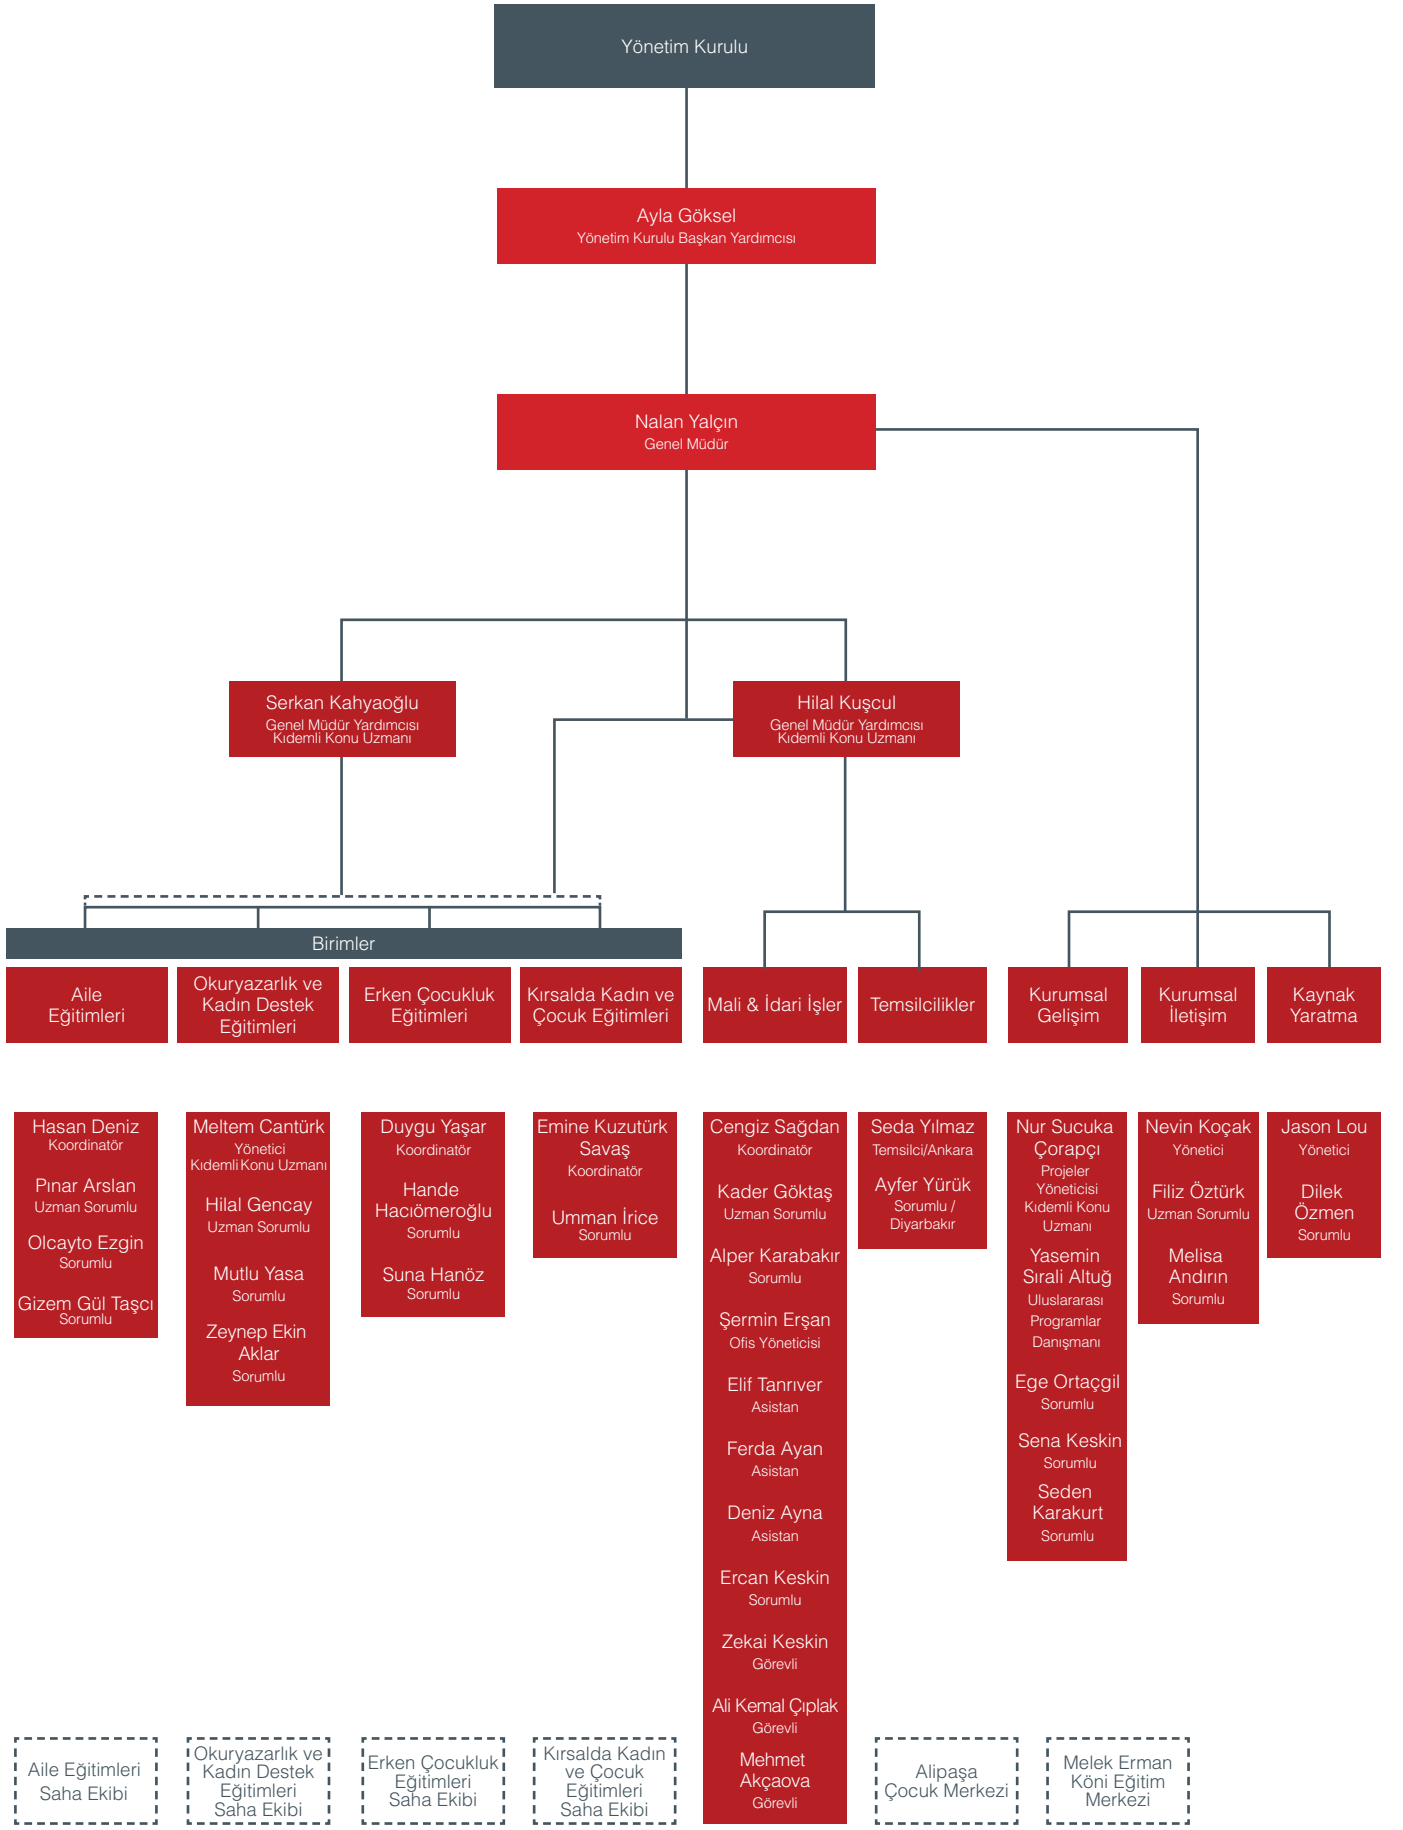 Yönetim Kurulu
Ayla Göksel
Yönetim Kurulu Başkan Yardımcısı
Nalan Yalçın
Genel Müdür
Serkan Kahyaoğlu
Genel Müdür Yardımcısı
Kıdemli Konu Uzmanı
Hilal Kuşcul
Genel Müdür Yardımcısı
Kıdemli Konu Uzmanı
Birimler
Aile
Eğitimleri
Okuryazarlık ve
Kadın Destek
Eğitimleri
Erken Çocukluk
Eğitimleri
Kırsalda Kadın ve
Çocuk Eğitimleri
Mali & İdari İşler
Temsilcilikler
Kurumsal
Gelişim
Kurumsal
İletişim
Kaynak
Yaratma
Hasan Deniz
Koordinatör
Pınar Arslan
Uzman Sorumlu
Olcayto Ezgin
Sorumlu
Gizem Gül Taşcı
Sorumlu
Meltem Cantürk
Yönetici
Kıdemli Konu Uzmanı
Hilal Gencay
Uzman Sorumlu
Mutlu Yasa
Sorumlu
Zeynep Ekin
Aklar
Sorumlu
Duygu Yaşar
Koordinatör
Hande
Hacıömeroğlu
Sorumlu
Suna Hanöz
Sorumlu
Emine Kuzutürk
Savaş
Koordinatör
Umman İrice
Sorumlu
Cengiz Sağdan
Koordinatör
Kader Göktaş
Uzman Sorumlu
Alper Karabakır
Sorumlu
Şermin Erşan
Ofis Yöneticisi
Elif Tanrıver
Asistan
Ferda Ayan
Asistan
Deniz Ayna
Asistan
Ercan Keskin
Sorumlu
Zekai Keskin
Görevli
Ali Kemal Çıplak
Görevli
Mehmet
Akçaova
Görevli
Seda Yılmaz
Temsilci/Ankara
Ayfer Yürük
Sorumlu /
Diyarbakır
Nur Sucuka
Çorapçı
Projeler
Yöneticisi
Kıdemli Konu
Uzmanı
Yasemin
Sırali Altuğ
Uluslararası
Programlar
Danışmanı
Ege Ortaçgil
Sorumlu
Sena Keskin
Sorumlu
Seden
Karakurt
Sorumlu
Nevin Koçak
Yönetici
Filiz Öztürk
Uzman Sorumlu
Melisa
Andırın
Sorumlu
Jason Lou
Yönetici
Dilek
Özmen
Sorumlu
Aile Eğitimleri
Saha Ekibi
Okuryazarlık ve
Kadın Destek
Eğitimleri
Saha Ekibi
Erken Çocukluk
Eğitimleri
Saha Ekibi
Kırsalda Kadın
ve Çocuk
Eğitimleri
Saha Ekibi
Alipaşa
Çocuk Merkezi
Melek Erman
Köni Eğitim
Merkezi